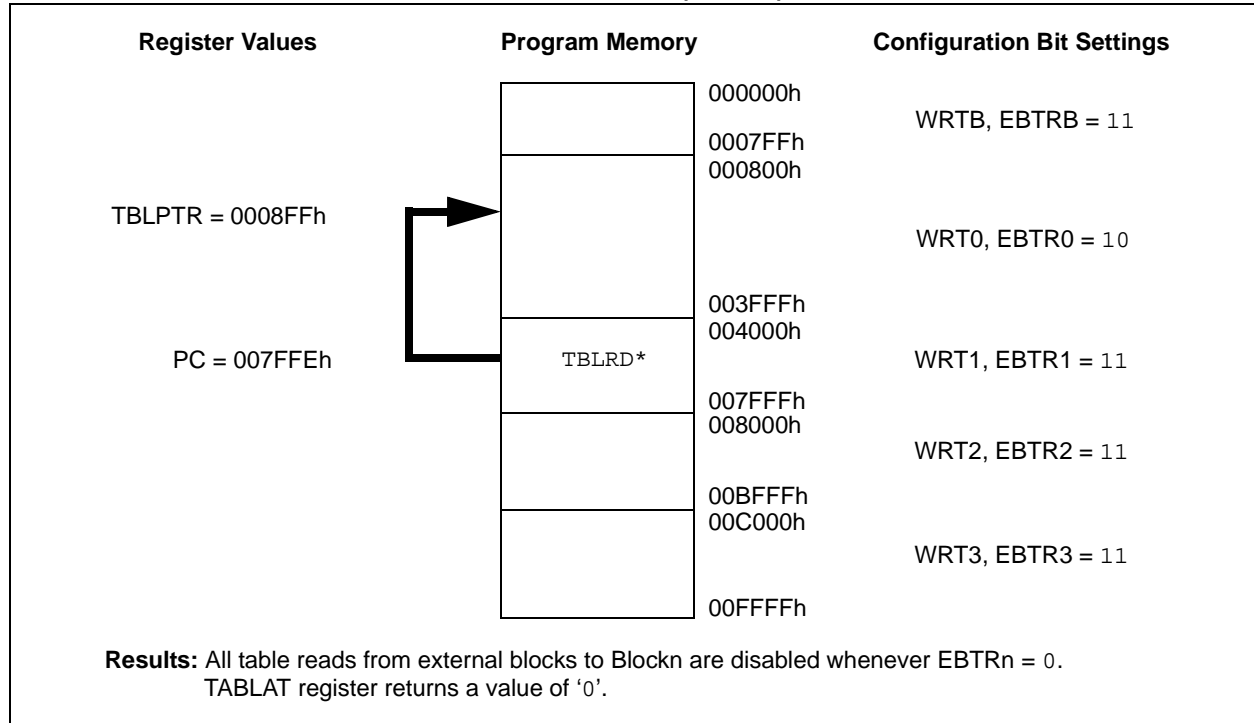 Register Values Program Memory Configuration Bit Settings
000000h
WRTB, EBTRB = 11
0007FFh
000800h
TBLPTR = 0008FFh
WRT0, EBTR0 = 10
003FFFh
004000h
PC = 007FFEh TBLRD* WRT1, EBTR1 = 11
007FFFh
008000h
WRT2, EBTR2 = 11
00BFFFh
00C000h
WRT3, EBTR3 = 11
00FFFFh
Results: All table reads from external blocks to Blockn are disabled whenever EBTRn = 0.
TABLAT register returns a value of ‘0’.